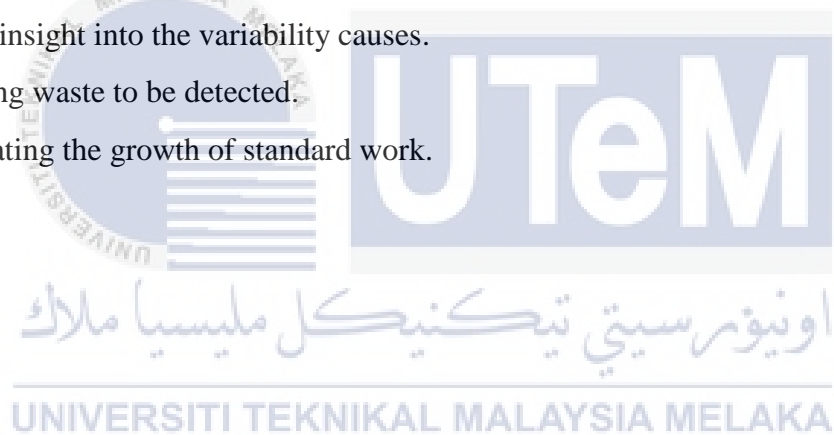 insight into the variability causes.
ng waste to be detected.
ating the growth of standard work.
UTeM
اونيۏرسيتي تيكنيكل مليسيا ملاك
UNIVERSITI TEKNIKAL MALAYSIA MELAKA